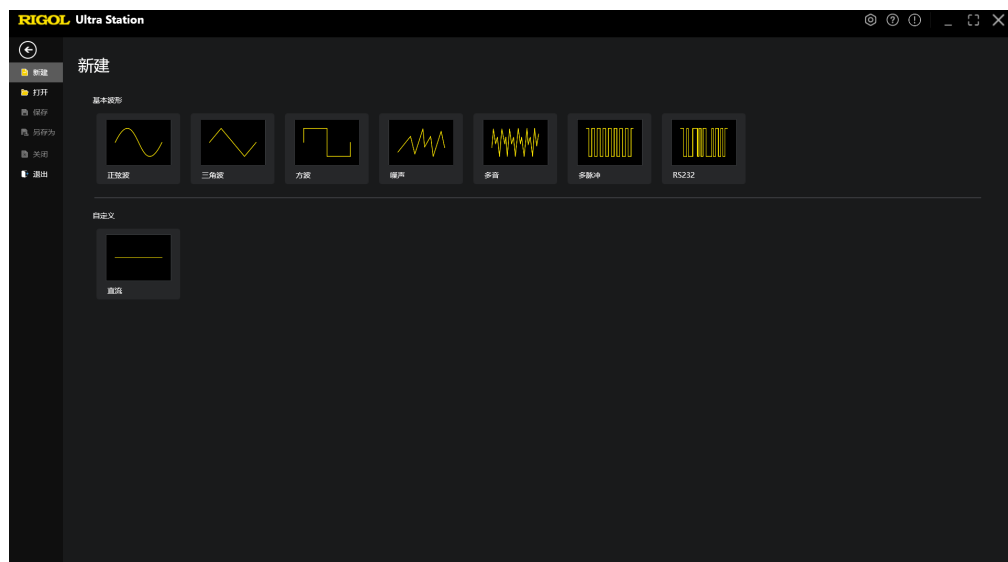 RIGOL Ultra Station
新建
打开
保存
另存为
关闭
退出
新建
基本波形
正弦波
三角波
方波
噪声
多音
多脉冲
RS232
自定义
直流